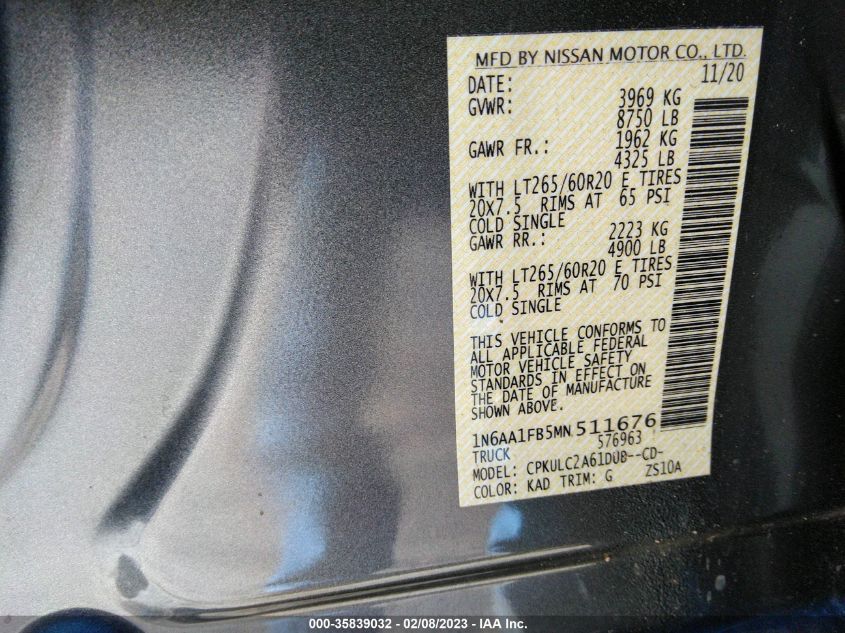 MFD BY NISSAN MOTOR CO., LTD.
DATE: 11/20
GVWR: 3969 KG
8750 LB
GAWR FR.: 1962 KG
4325 LB
WITH LT265/60R20 E TIRES
20X7.5 RIMS AT 65 PSI
COLD SINGLE
GAWR RR.: 2223 KG
4900 LB
WITH LT265/60R20 E TIRES
20X7.5 RIMS AT 70 PSI
COLD SINGLE
THIS VEHICLE CONFORMS TO
ALL APPLICABLE FEDERAL
MOTOR VEHICLE SAFETY
STANDARDS IN EFFECT ON
THE DATE OF MANUFACTURE
SHOWN ABOVE.
1N6AA1FB5MN 511676
TRUCK 576963
MODEL: CPKULC2A61DUB--CD-
COLOR: KAD TRIM: G ZS10A
000-35839032 - 02/08/2023 - IAA Inc.